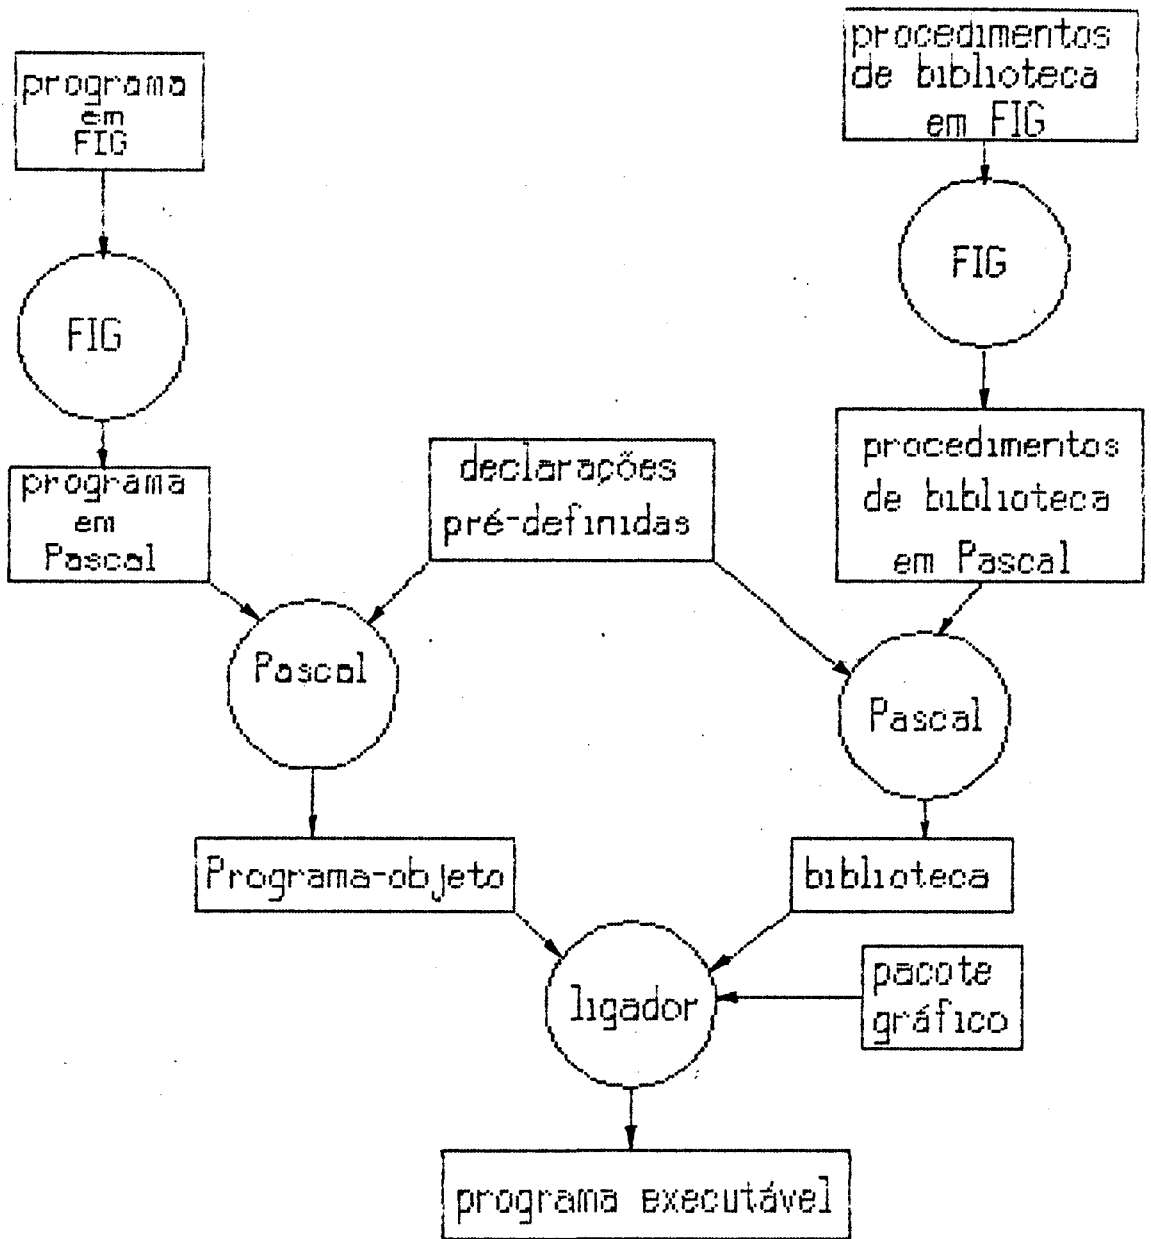 programa
em
FIG
procedimentos
de biblioteca
em FIG
FIG
FIG
programa
em
Pascal
declarações
pré-definidas
procedimentos
de biblioteca
em Pascal
Pascal
Pascal
Programa-objeto
biblioteca
ligador
pacote
gráfico
programa executável